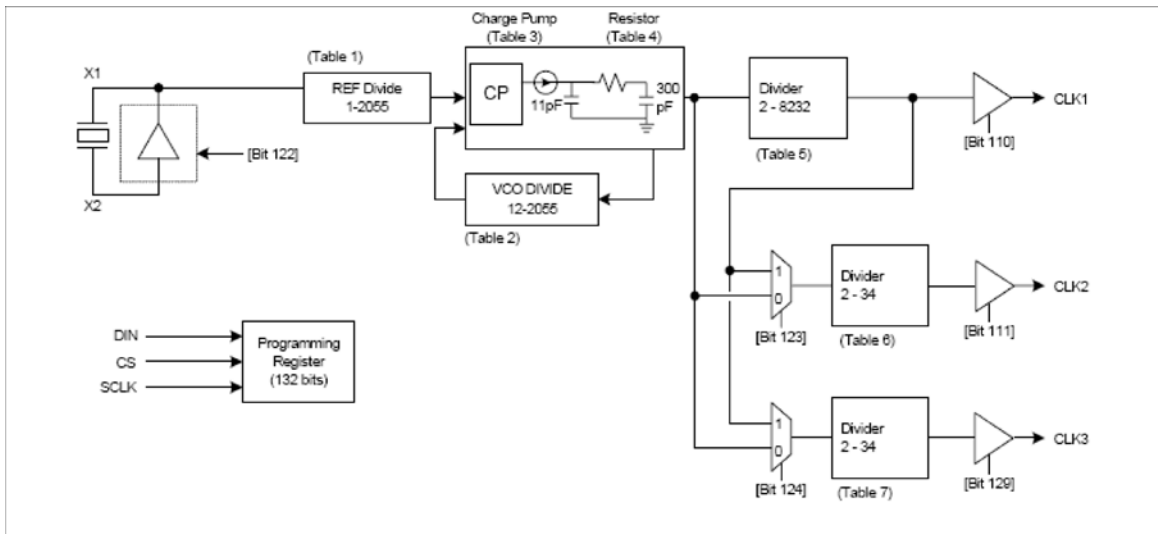 Charge Pump
(Table 3)
Resistor
(Table 4)
(Table 1)
X1
REF Divide
1-2055
CP
11pF
300
pF
Divider
2 - 8232
(Table 5)
CLK1
[Bit 110]
[Bit 122]
X2
VCO DIVIDE
12-2055
(Table 2)
1
0
[Bit 123]
Divider
2 - 34
(Table 6)
CLK2
[Bit 111]
DIN
CS
SCLK
Programming
Register
(132 bits)
1
0
[Bit 124]
Divider
2 - 34
(Table 7)
CLK3
[Bit 129]